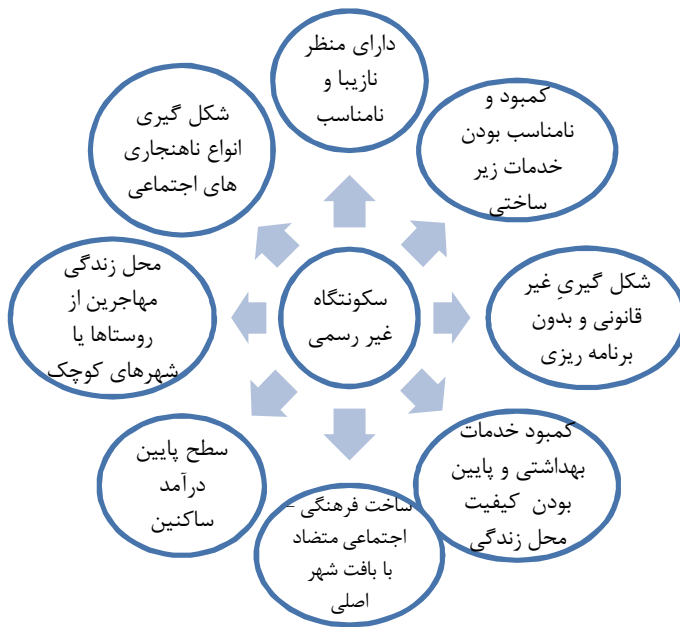 دارای منظر
نازیبا و
نامناسب
کمبود و
نامناسب بودن
خدمات زیر
ساختی
شکل گیریِ غیر
قانونی و بدون
برنامه ریزی
کمبود خدمات
بهداشتی و پایین
بودن کیفیت
محل زندگی
ساخت فرهنگی –
اجتماعی متضاد
با بافت شهر
اصلی
سطح پایین
درآمد
ساکنین
محل زندگی
مهاجرین از
روستاها یا
شهرهای کوچک
شکل گیری
انواع ناهنجاری
های اجتماعی
سکونتگاه
غیر رسمی